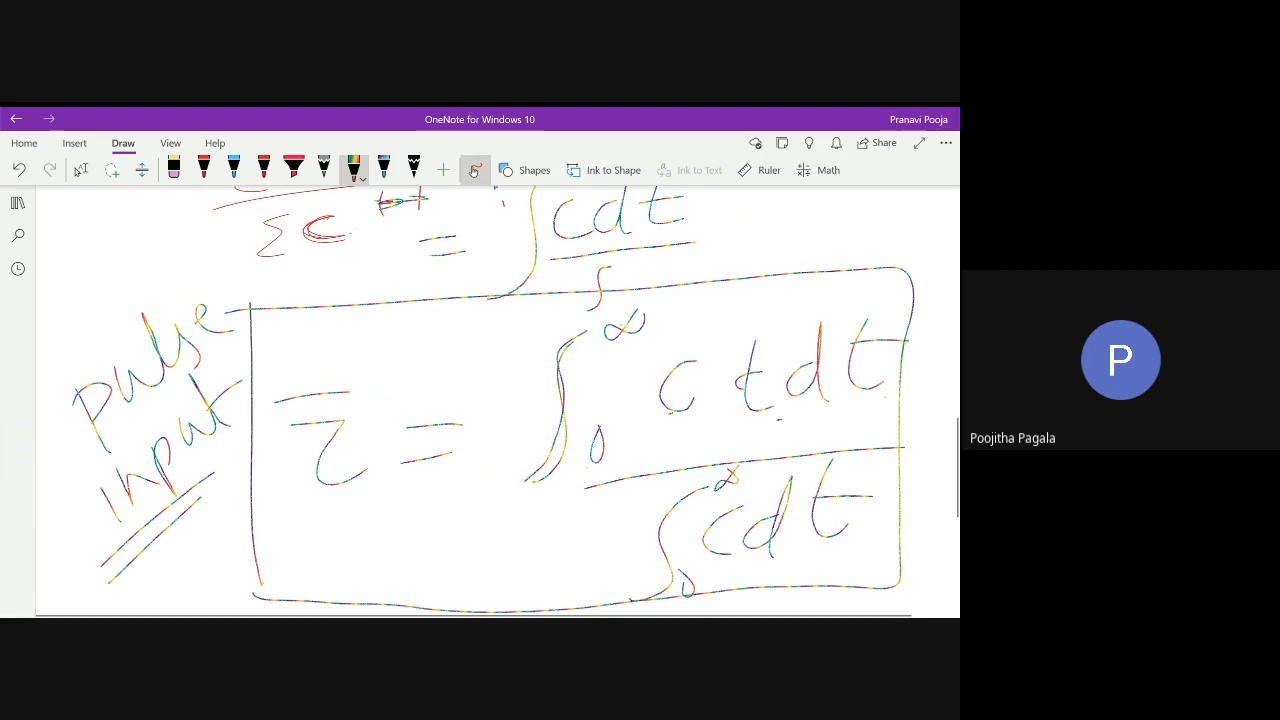 OneNote for Windows 10
Pranavi Pooja
Home Insert Draw View Help
Share
Shapes Ink to Shape Ink to Text Ruler Math
Σc
= ∫ c dt
Pulse
input
τ̄ = ∫₀^∞ c t dt
∫₀^∞ c dt
P
Poojitha Pagala